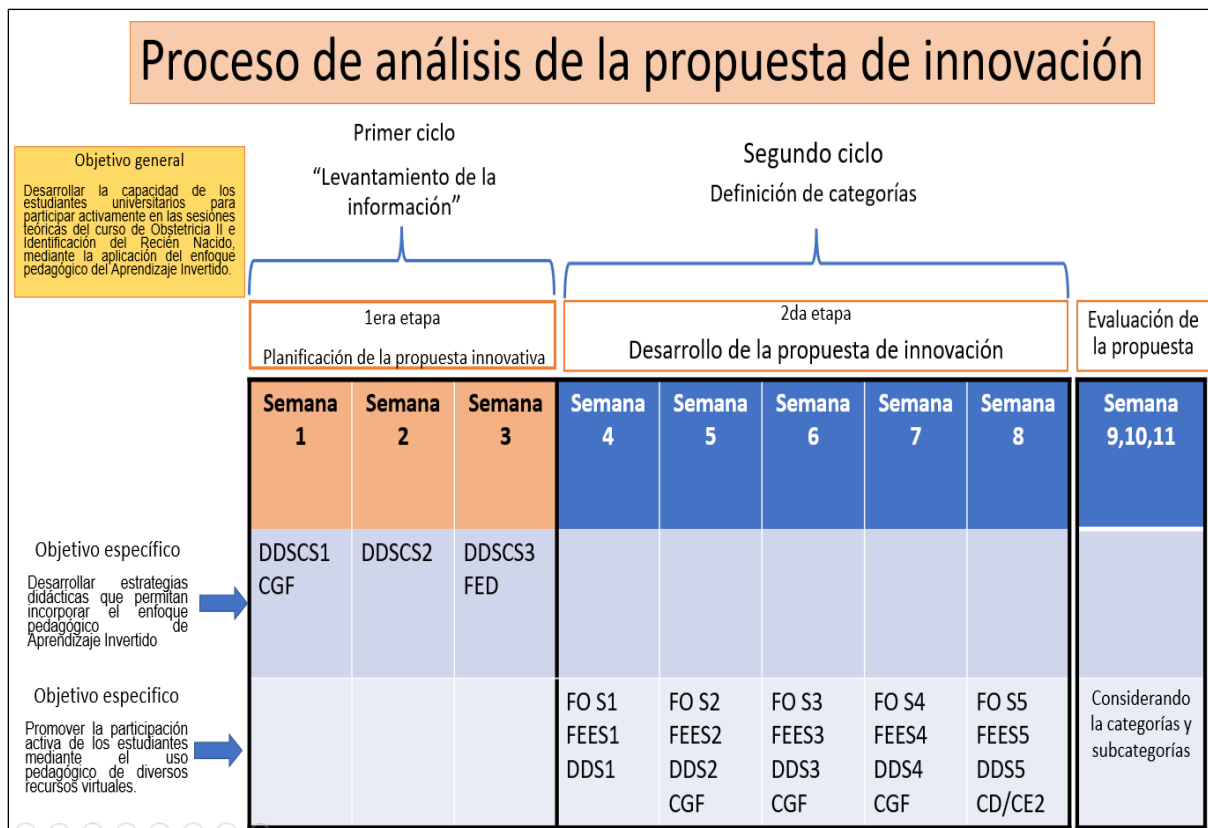 Proceso de análisis de la propuesta de innovación
Objetivo general
Desarrollar la capacidad de los
estudiantes universitarios para
participar activamente en las sesiónes
teóricas del curso de Obstetricia II e
Identificación del Recién Nacido,
mediante la aplicación del enfoque
pedagógico del Aprendizaje Invertido.
Primer ciclo
“Levantamiento de la
información”
Segundo ciclo
Definición de categorías
1era etapa
Planificación de la propuesta innovativa
2da etapa
Desarrollo de la propuesta de innovación
Evaluación de
la propuesta
Semana
1
Semana
2
Semana
3
Semana
4
Semana
5
Semana
6
Semana
7
Semana
8
Semana
9,10,11
Objetivo específico
Desarrollar estrategias
didácticas que permitan
incorporar el enfoque
pedagógico de
Aprendizaje Invertido
DDSCS1
CGF
DDSCS2
DDSCS3
FED
Objetivo especifico
Promover la participación
activa de los estudiantes
mediante el uso
pedagógico de diversos
recursos virtuales.
FO S1
FEES1
DDS1
FO S2
FEES2
DDS2
CGF
FO S3
FEES3
DDS3
CGF
FO S4
FEES4
DDS4
CGF
FO S5
FEES5
DDS5
CD/CE2
Considerando
la categorías y
subcategorías